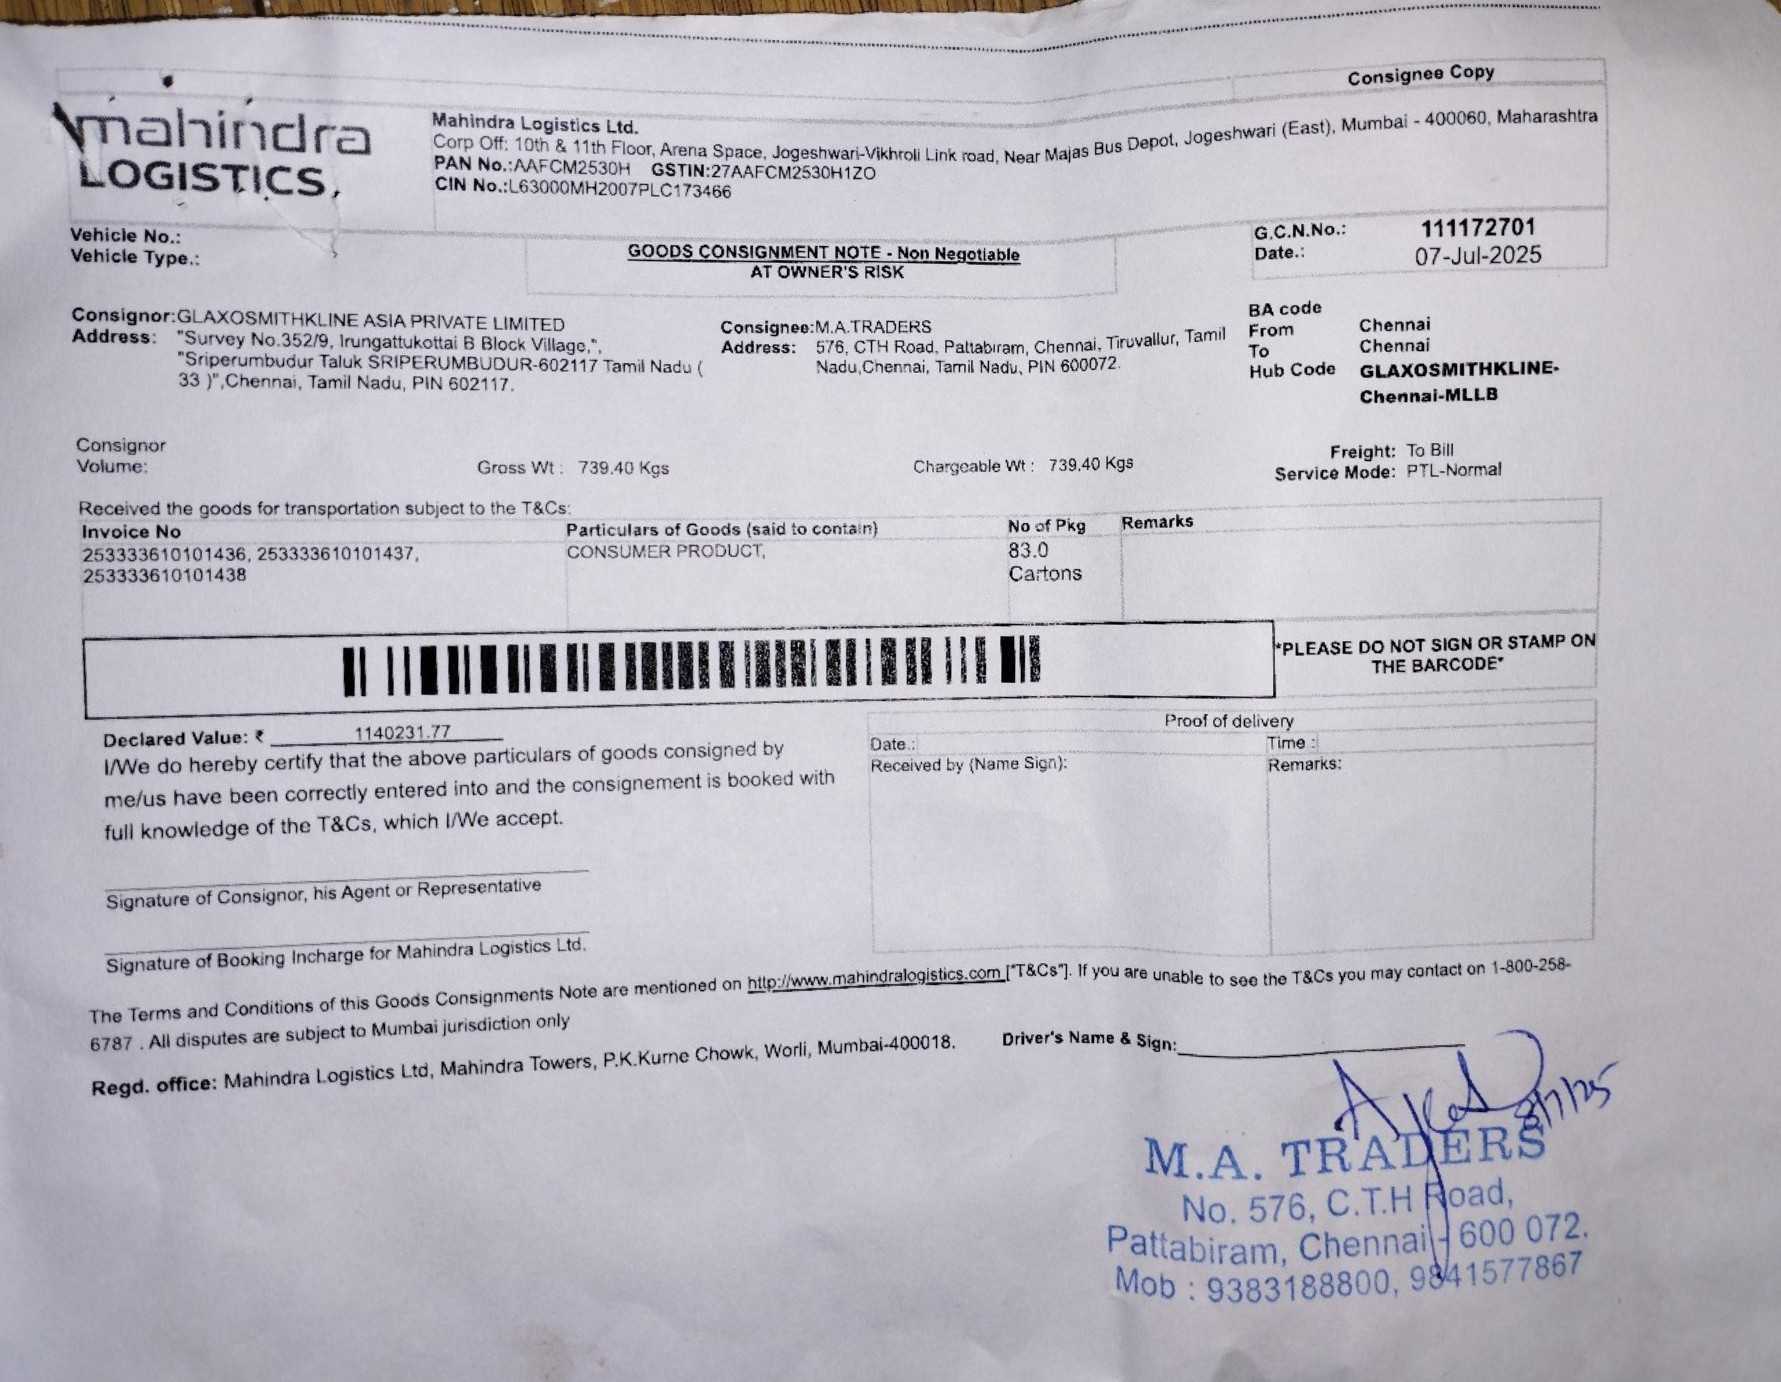 Consignee Copy
mahindra
LOGISTICS
Mahindra Logistics Ltd.
Corp Off: 10th & 11th Floor, Arena Space, Jogeshwari-Vikhroli Link road, Near Majas Bus Depot, Jogeshwari (East), Mumbai - 400060, Maharashtra
PAN No.:AAFCM2530H GSTIN:27AAFCM2530H1ZO
CIN No.:L63000MH2007PLC173466
Vehicle No.:
Vehicle Type.:
GOODS CONSIGNMENT NOTE - Non Negotiable
AT OWNER'S RISK
G.C.N.No.: 111172701
Date.: 07-Jul-2025
Consignor:GLAXOSMITHKLINE ASIA PRIVATE LIMITED
Address: "Survey No.352/9, Irungattukottai B Block Village,",
"Sriperumbudur Taluk SRIPERUMBUDUR-602117 Tamil Nadu (
33 )",Chennai, Tamil Nadu, PIN 602117.
Consignee:M.A.TRADERS
Address: 576, CTH Road, Pattabiram, Chennai, Tiruvallur, Tamil
Nadu,Chennai, Tamil Nadu, PIN 600072.
BA code
From Chennai
To Chennai
Hub Code GLAXOSMITHKLINE-
Chennai-MLLB
Consignor
Volume:
Gross Wt : 739.40 Kgs
Chargeable Wt : 739.40 Kgs
Freight: To Bill
Service Mode: PTL-Normal
Received the goods for transportation subject to the T&Cs:
Invoice No Particulars of Goods (said to contain) No of Pkg Remarks
253333610101436, 253333610101437, CONSUMER PRODUCT, 83.0
253333610101438 Cartons
*PLEASE DO NOT SIGN OR STAMP ON
THE BARCODE*
Declared Value: ₹ 1140231.77
I/We do hereby certify that the above particulars of goods consigned by
me/us have been correctly entered into and the consignement is booked with
full knowledge of the T&Cs, which I/We accept.
Proof of delivery
Date.: Time :
Received by (Name Sign): Remarks:
Signature of Consignor, his Agent or Representative
Signature of Booking Incharge for Mahindra Logistics Ltd.
The Terms and Conditions of this Goods Consignments Note are mentioned on http://www.mahindralogistics.com ["T&Cs"]. If you are unable to see the T&Cs you may contact on 1-800-258-
6787 . All disputes are subject to Mumbai jurisdiction only
Regd. office: Mahindra Logistics Ltd, Mahindra Towers, P.K.Kurne Chowk, Worli, Mumbai-400018.
Driver's Name & Sign:
8/7/25
M.A. TRADERS
No. 576, C.T.H Road,
Pattabiram, Chennai - 600 072.
Mob : 9383188800, 9841577867